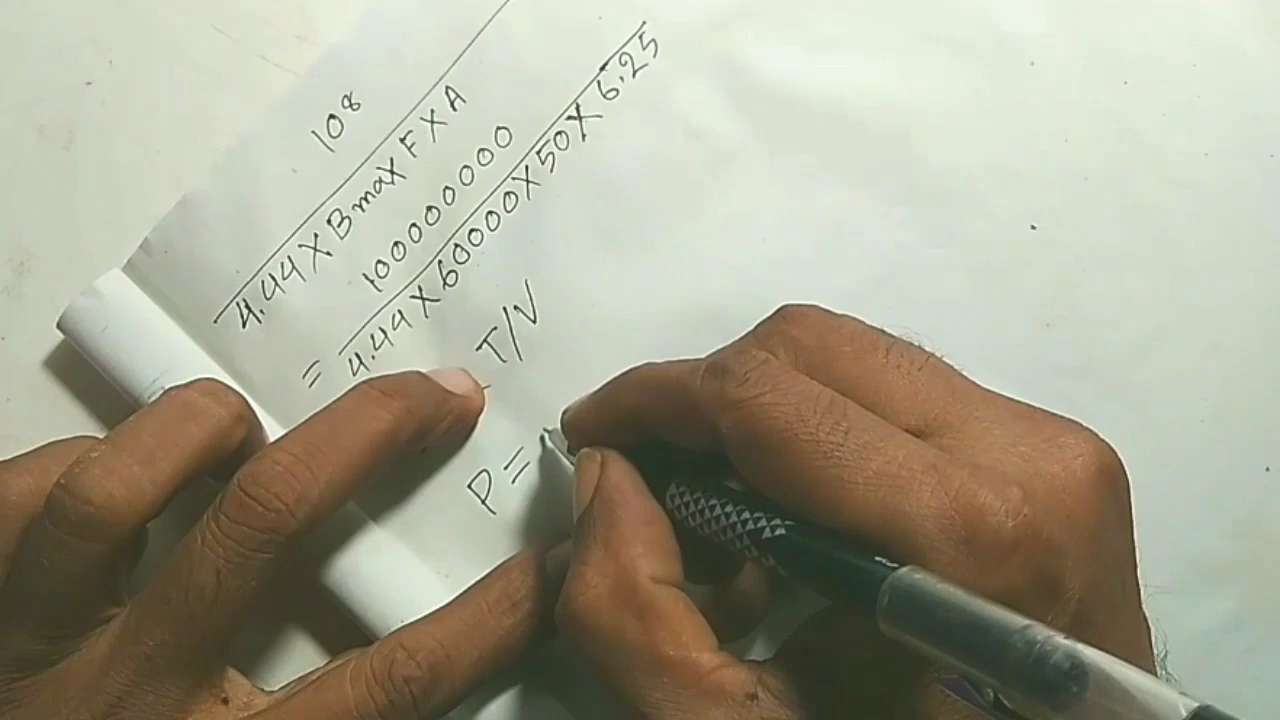 10⁸
4.44 X Bmax X F X A
100000000
= 4.44 X 60000 X 50 X 6.25
T/V
P =